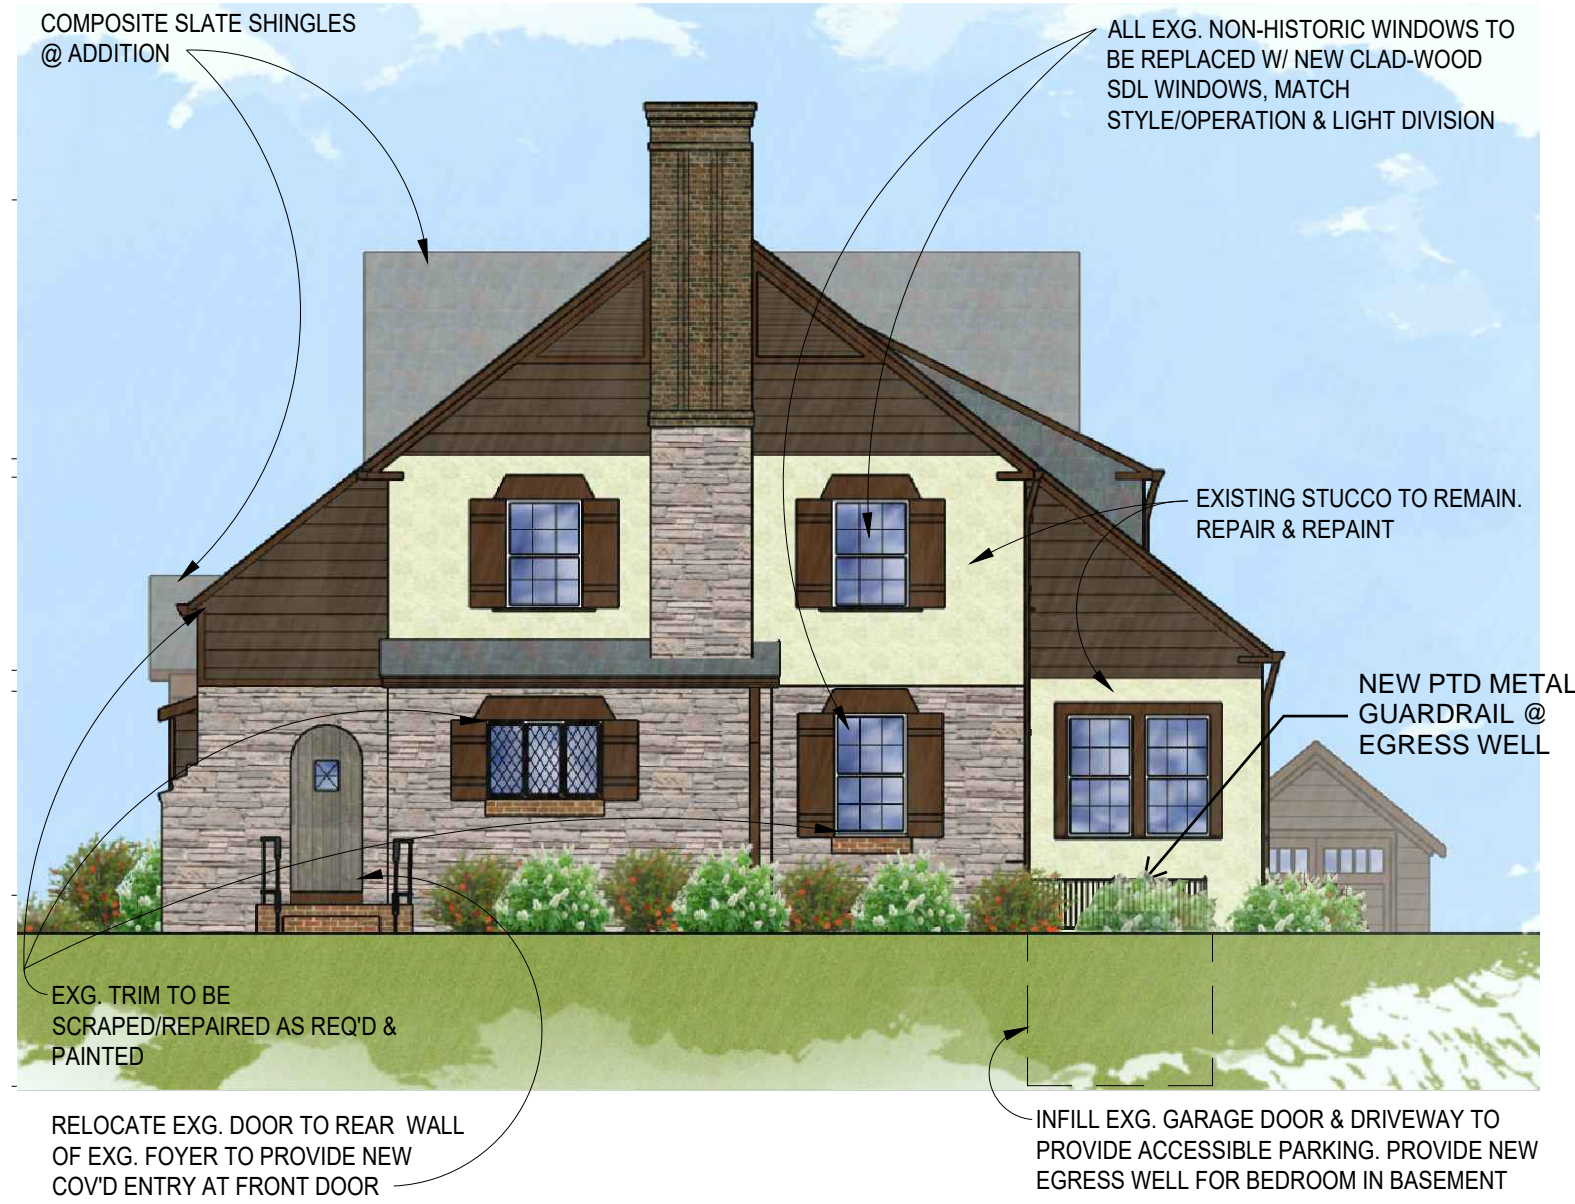 COMPOSITE SLATE SHINGLES
@ ADDITION
ALL EXG. NON-HISTORIC WINDOWS TO
BE REPLACED W/ NEW CLAD-WOOD
SDL WINDOWS, MATCH
STYLE/OPERATION & LIGHT DIVISION
EXISTING STUCCO TO REMAIN.
REPAIR & REPAINT
NEW PTD METAL
GUARDRAIL @
EGRESS WELL
EXG. TRIM TO BE
SCRAPED/REPAIRED AS REQ'D &
PAINTED
RELOCATE EXG. DOOR TO REAR WALL
OF EXG. FOYER TO PROVIDE NEW
COV'D ENTRY AT FRONT DOOR
INFILL EXG. GARAGE DOOR & DRIVEWAY TO
PROVIDE ACCESSIBLE PARKING. PROVIDE NEW
EGRESS WELL FOR BEDROOM IN BASEMENT